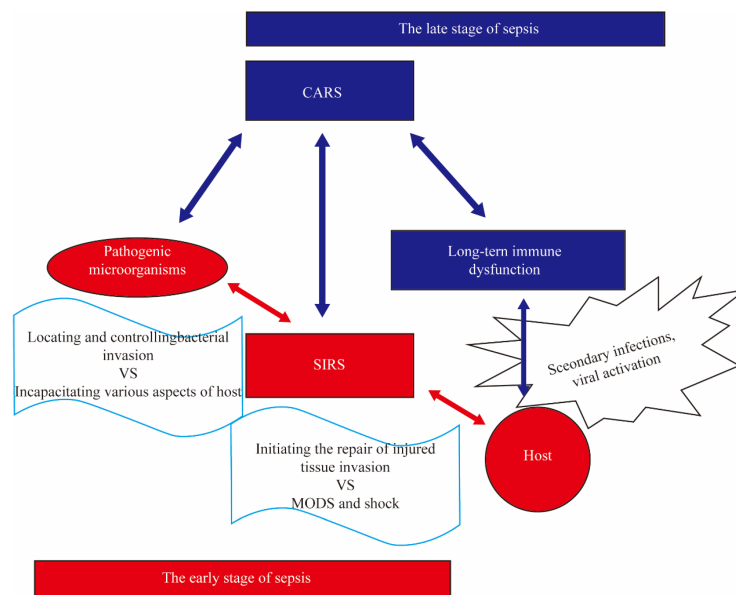 The late stage of sepsis
CARS
Pathogenic
microorganisms
Long-tern immune
dysfunction
Locating and controllingbacterial
invasion
VS
Incapacitating various aspects of host
SIRS
Sceondary infections,
viral activation
Initiating the repair of injured
tissue invasion
VS
MODS and shock
Host
The early stage of sepsis